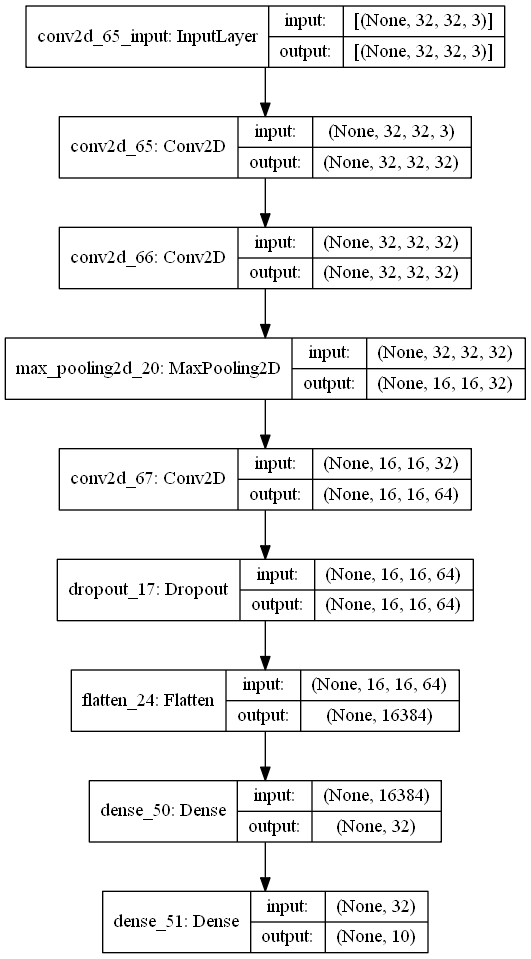 conv2d_65_input: InputLayer
input:
[(None, 32, 32, 3)]
output:
[(None, 32, 32, 3)]
conv2d_65: Conv2D
input:
(None, 32, 32, 3)
output:
(None, 32, 32, 32)
conv2d_66: Conv2D
input:
(None, 32, 32, 32)
output:
(None, 32, 32, 32)
max_pooling2d_20: MaxPooling2D
input:
(None, 32, 32, 32)
output:
(None, 16, 16, 32)
conv2d_67: Conv2D
input:
(None, 16, 16, 32)
output:
(None, 16, 16, 64)
dropout_17: Dropout
input:
(None, 16, 16, 64)
output:
(None, 16, 16, 64)
flatten_24: Flatten
input:
(None, 16, 16, 64)
output:
(None, 16384)
dense_50: Dense
input:
(None, 16384)
output:
(None, 32)
dense_51: Dense
input:
(None, 32)
output:
(None, 10)